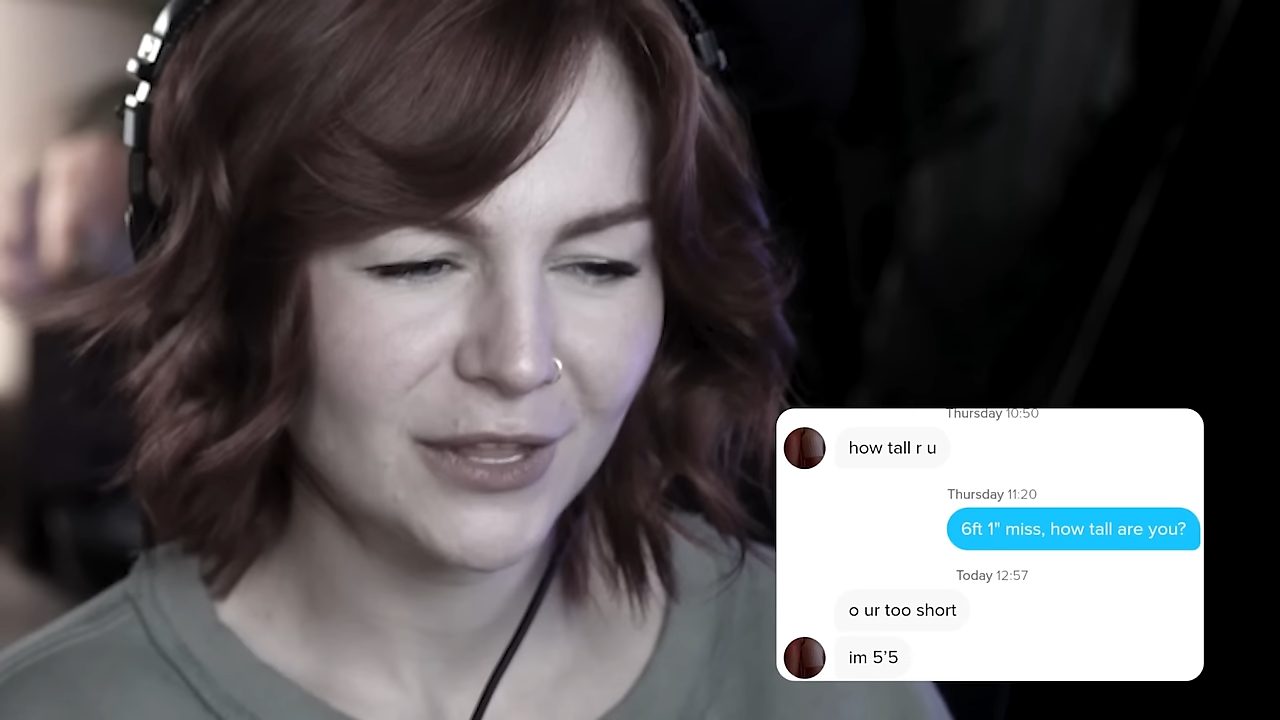 Thursday 10:50
how tall r u
Thursday 11:20
6ft 1" miss, how tall are you?
Today 12:57
o ur too short
im 5’5